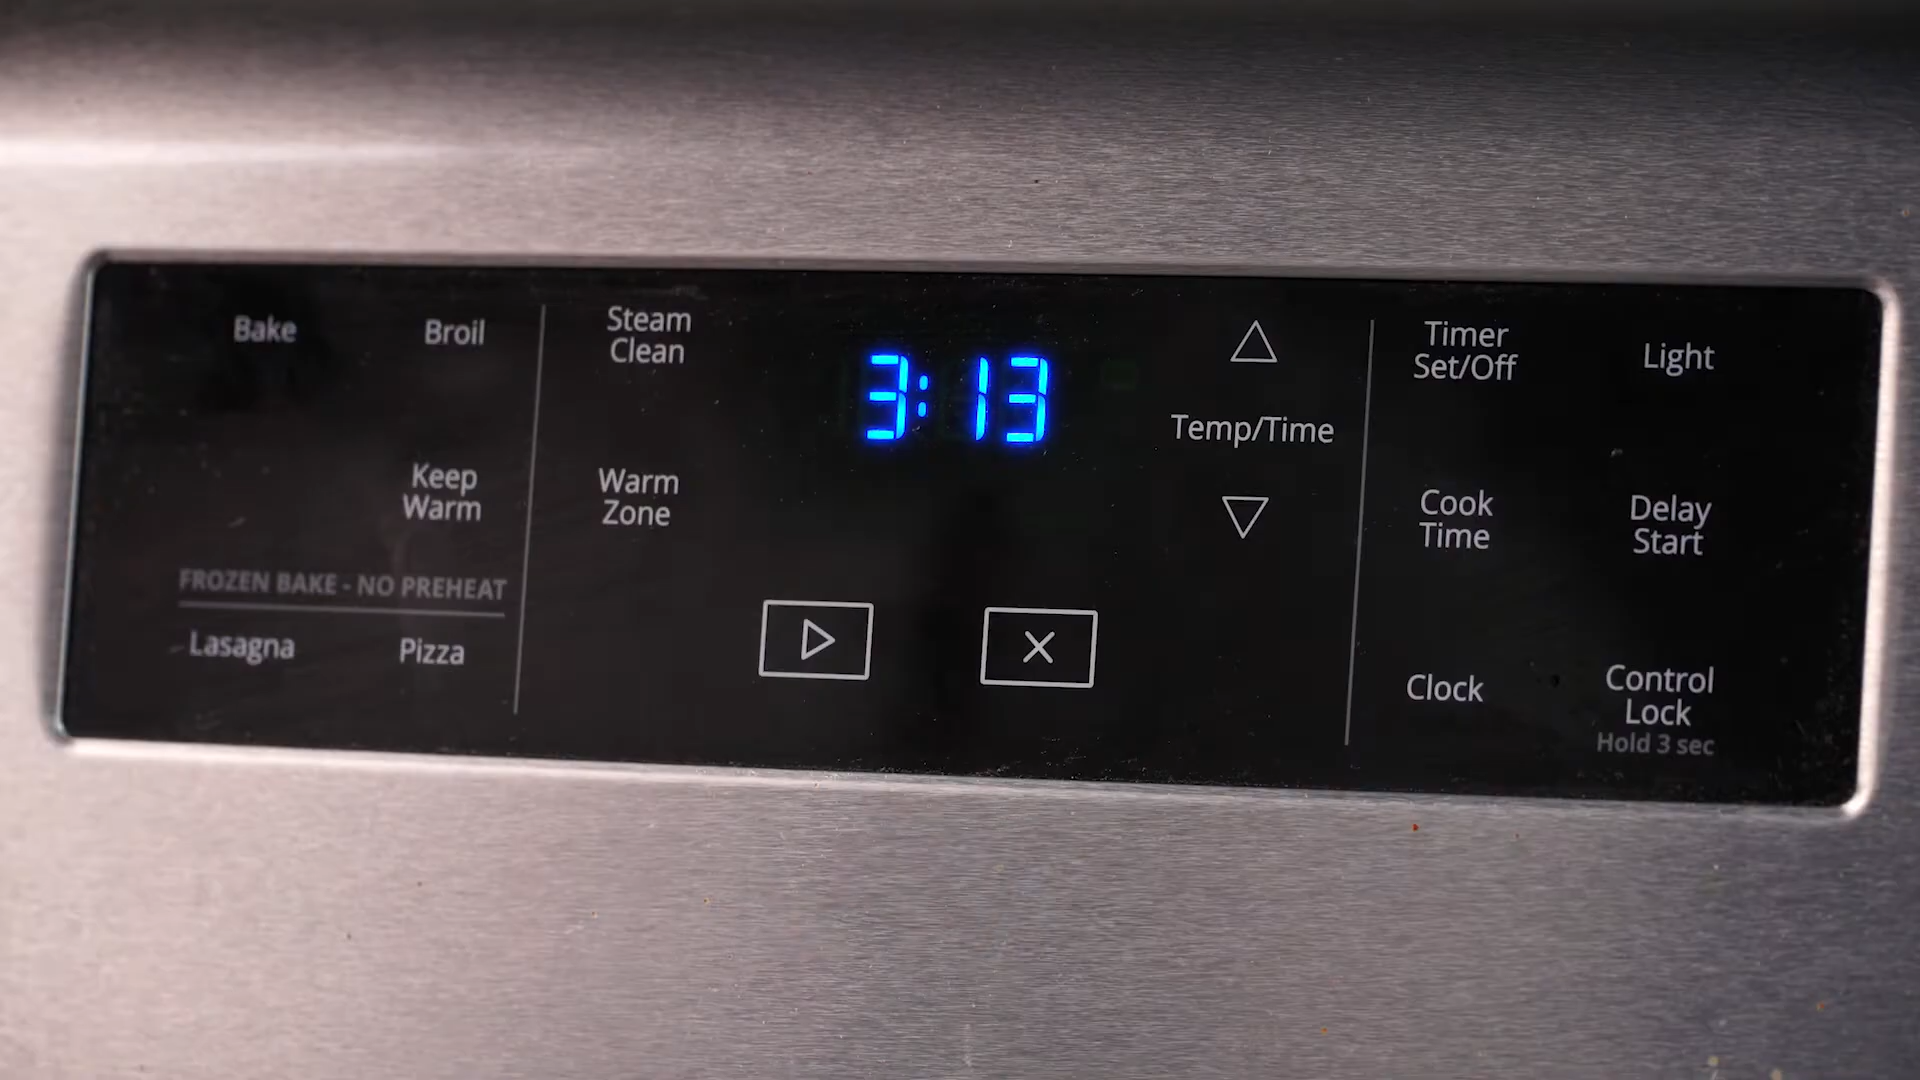 Bake
Broil
Keep
Warm
FROZEN BAKE - NO PREHEAT
Lasagna
Pizza
Steam
Clean
Warm
Zone
3:13
Temp/Time
Timer
Set/Off
Light
Cook
Time
Delay
Start
Clock
Control
Lock
Hold 3 sec